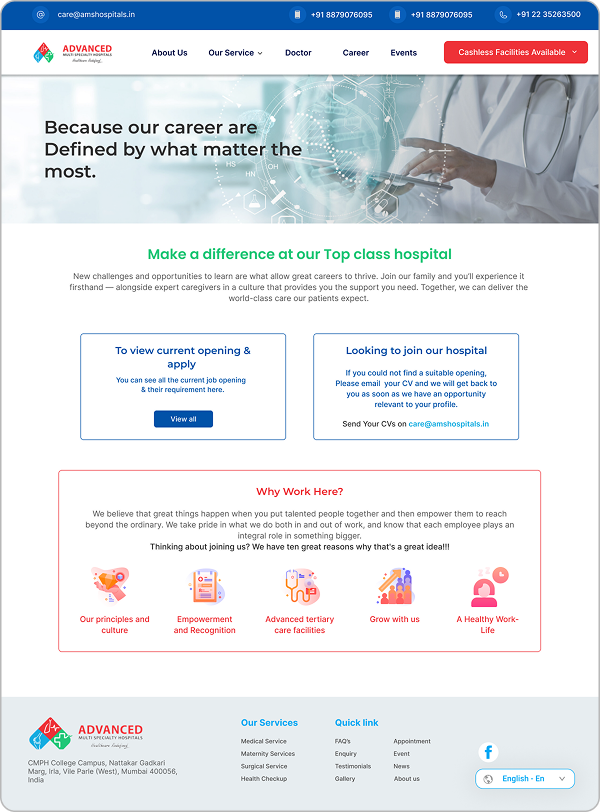 care@amshospitals.in
+91 8879076095
+91 8879076095
+91 22 35263500
ADVANCED
MULTI SPECIALTY HOSPITALS
Healthcare Redefined!
About Us
Our Service
Doctor
Career
Events
Cashless Facilities Available
Because our career are
Defined by what matter the
most.
HS
HN
OH
Make a difference at our Top class hospital
New challenges and opportunities to learn are what allow great careers to thrive. Join our family and you'll experience it
firsthand — alongside expert caregivers in a culture that provides you the support you need. Together, we can deliver the
world-class care our patients expect.
To view current opening &
apply
You can see all the current job opening
& their requirement here.
View all
Looking to join our hospital
If you could not find a suitable opening,
Please email your CV and we will get back to
you as soon as we have an opportunity
relevant to your profile.
Send Your CVs on care@amshospitals.in
Why Work Here?
We believe that great things happen when you put talented people together and then empower them to reach
beyond the ordinary. We take pride in what we do both in and out of work, and know that each employee plays an
integral role in something bigger.
Thinking about joining us? We have ten great reasons why that's a great idea!!!
Our principles and
culture
Empowerment
and Recognition
Advanced tertiary
care facilities
Grow with us
A Healthy Work-
Life
ADVANCED
MULTI SPECIALTY HOSPITALS
Healthcare Redefined!
CMPH College Campus, Nattakar Gadkari
Marg, Irla, Vile Parle (West), Mumbai 400056,
India
Our Services
Medical Service
Maternity Services
Surgical Service
Health Checkup
Quick link
FAQ's
Enquiry
Testimonials
Gallery
Appointment
Event
News
About us
English - En